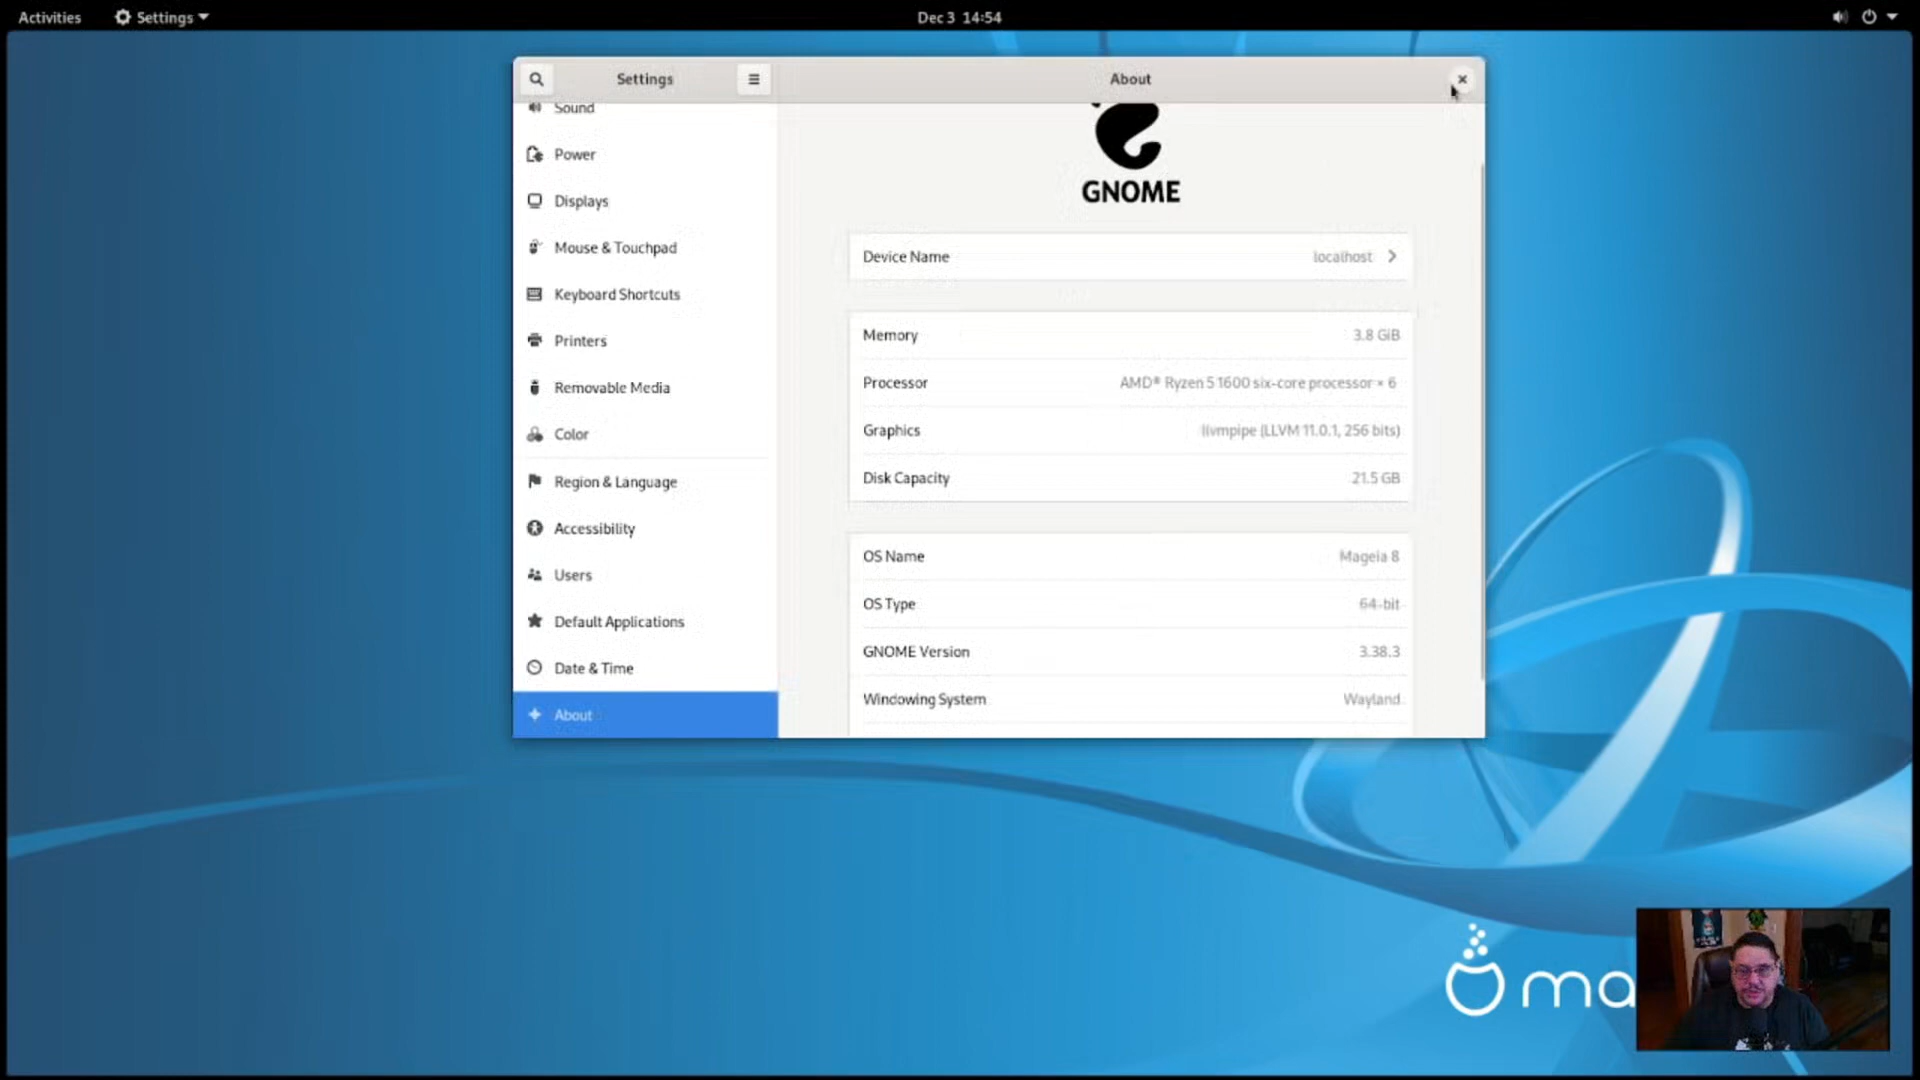 Activities
Settings
Dec 3 14:54
Settings
About
Sound
Power
Displays
Mouse & Touchpad
Keyboard Shortcuts
Printers
Removable Media
Color
Region & Language
Accessibility
Users
Default Applications
Date & Time
About
GNOME
Device Name
localhost
Memory
3.8 GiB
Processor
AMD® Ryzen 5 1600 six-core processor × 6
Graphics
llvmpipe (LLVM 11.0.1, 256 bits)
Disk Capacity
21.5 GB
OS Name
Mageia 8
OS Type
64-bit
GNOME Version
3.38.3
Windowing System
Wayland
ma